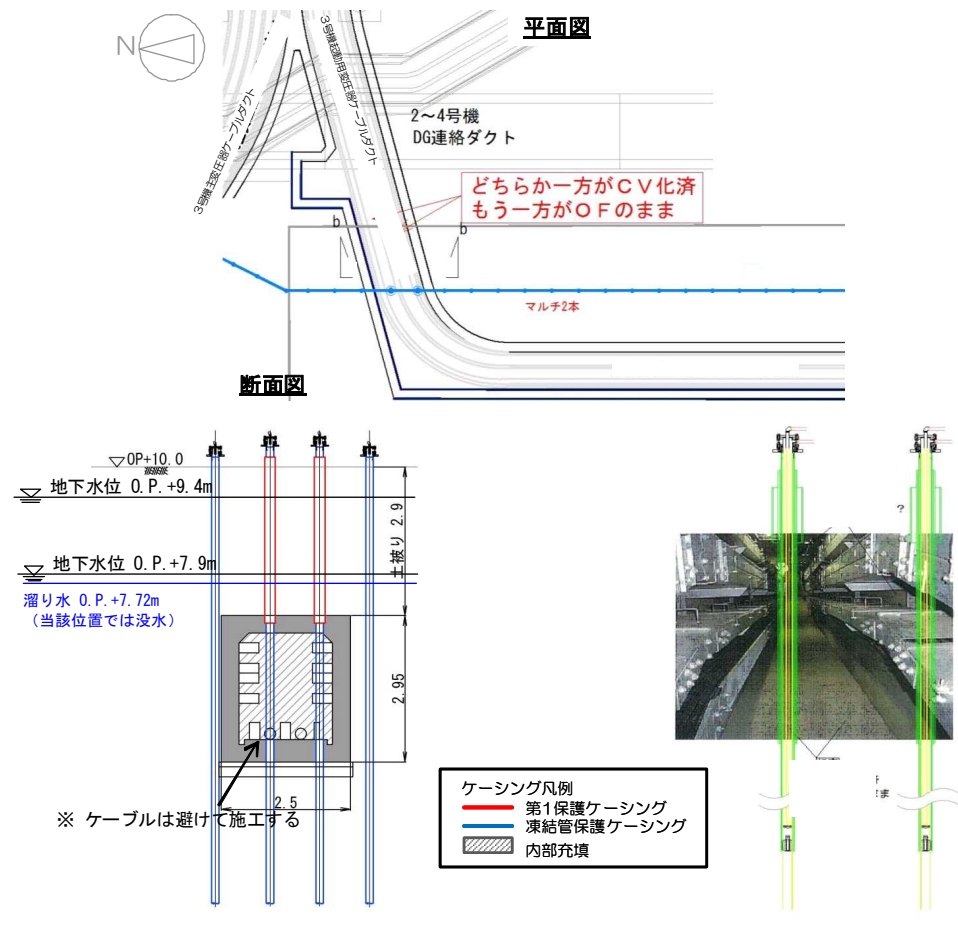 平面図
N
3号機主変圧器ケーブルダクト
3号機起動用変圧器ケーブルダクト
2～4号機
DG連絡ダクト
どちらか一方がＣＶ化済
もう一方がＯＦのまま
b
b
マルチ2本
断面図
▽OP+10.0
地下水位 O.P.+9.4m
地下水位 O.P.+7.9m
溜り水 O.P.+7.72m
（当該位置では没水）
土被り 2.9
2.95
2.5
※ ケーブルは避けて施工する
?
まま
ケーシング凡例
第1保護ケーシング
凍結管保護ケーシング
内部充填